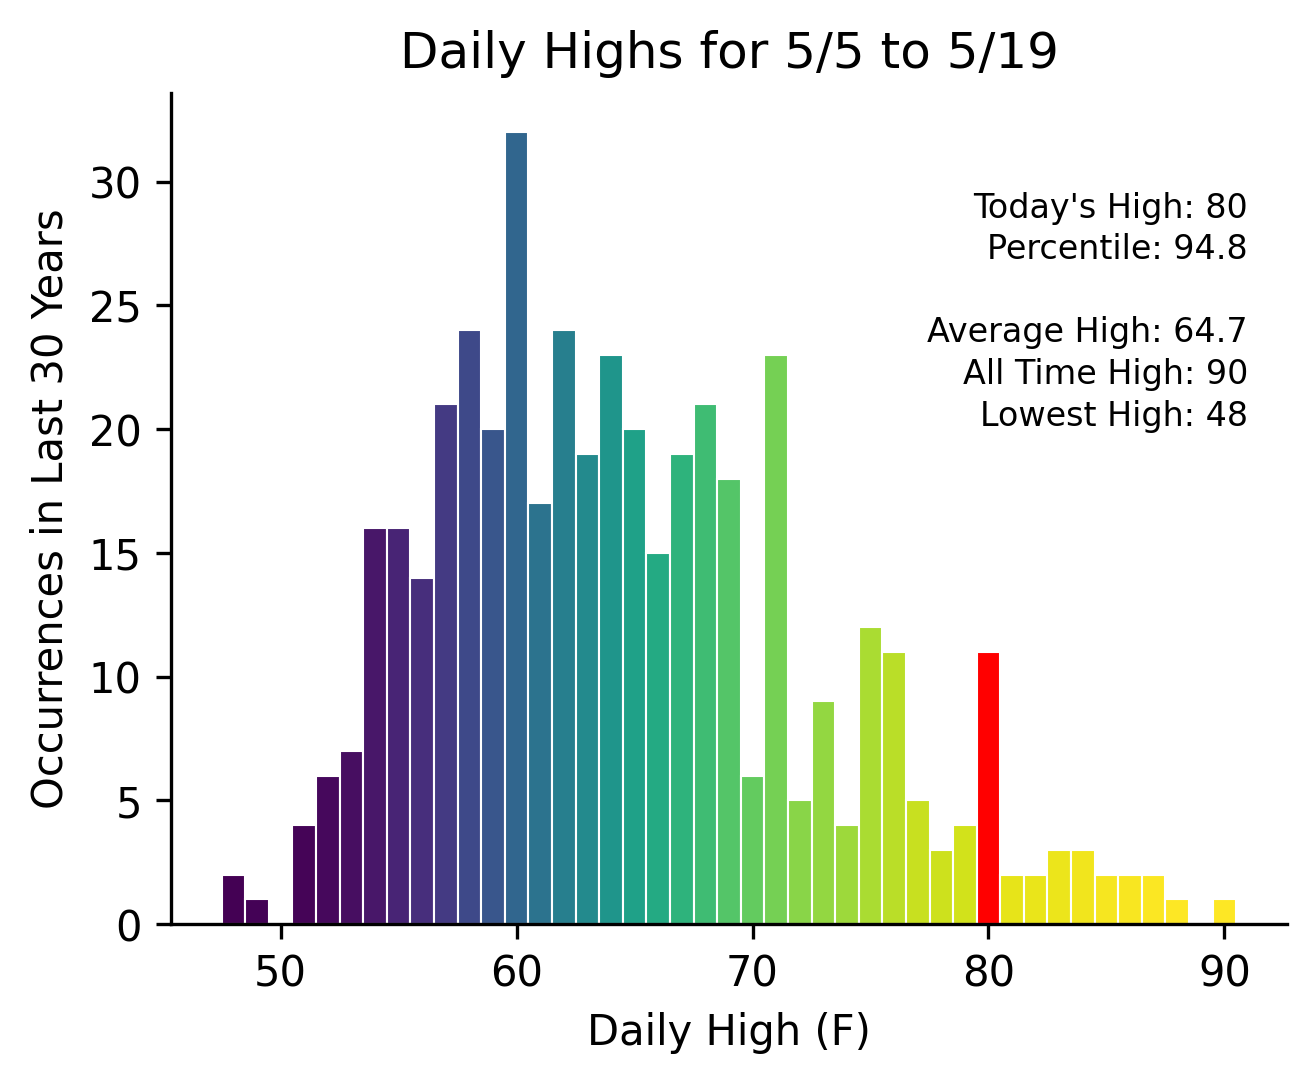 Daily Highs for 5/5 to 5/19
Today's High: 80
Percentile: 94.8
Average High: 64.7
All Time High: 90
Lowest High: 48
Occurrences in Last 30 Years
30
25
20
15
10
5
0
50 60 70 80 90
Daily High (F)